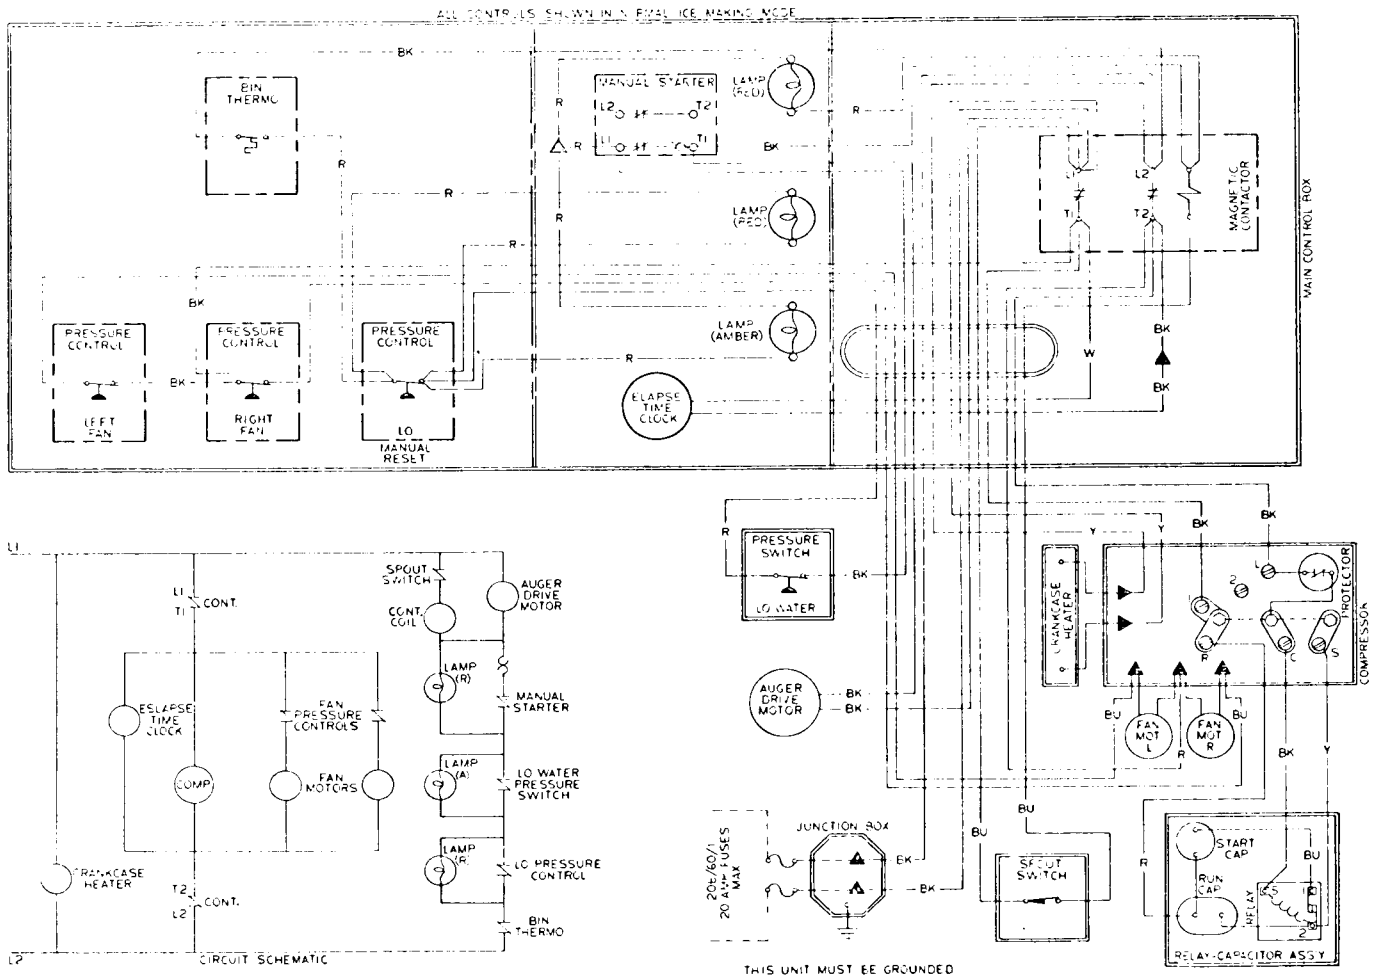 ALL CONTROLS SHOWN IN ICE MAKING MODE
BK
BIN
THERMO
R
MANUAL STARTER
L2
T2
L1
T1
R
R
R
LAMP
(RED)
R
BK
LAMP
(RED)
R
R
LAMP
(AMBER)
R
L1
L2
T1
T2
MAGNETIC
CONTACTOR
MAIN CONTROL BOX
BK
PRESSURE
CONTROL
LEFT
FAN
BK
PRESSURE
CONTROL
RIGHT
FAN
PRESSURE
CONTROL
LO
MANUAL
RESET
ELAPSE
TIME
CLOCK
W
BK
BK
L1
SPOUT
SWITCH
AUGER
DRIVE
MOTOR
L1
T1
CONT.
CONT.
COIL
LAMP
(R)
MANUAL
STARTER
ESLAPSE
TIME
CLOCK
FAN
PRESSURE
CONTROLS
COMP
FAN
MOTORS
LAMP
(A)
LO WATER
PRESSURE
SWITCH
LAMP
(R)
LO PRESSURE
CONTROL
CRANKCASE
HEATER
T2
L2
CONT.
BIN
THERMO
L2
CIRCUIT SCHEMATIC
R
PRESSURE
SWITCH
LO WATER
BK
AUGER
DRIVE
MOTOR
BK
BK
Y
Y
BK
BK
CRANKCASE
HEATER
L
2
R
C
S
PROTECTOR
COMPRESSOR
BU
FAN
MOT
L
R
FAN
MOT
R
BU
BK
Y
BU
BU
R
208/60/1
20 AMP FUSES
MAX
JUNCTION BOX
BK
BK
SPOUT
SWITCH
START
CAP
BU
RUN
CAP
RELAY
S
1
2
RELAY-CAPACITOR ASS'Y
THIS UNIT MUST BE GROUNDED